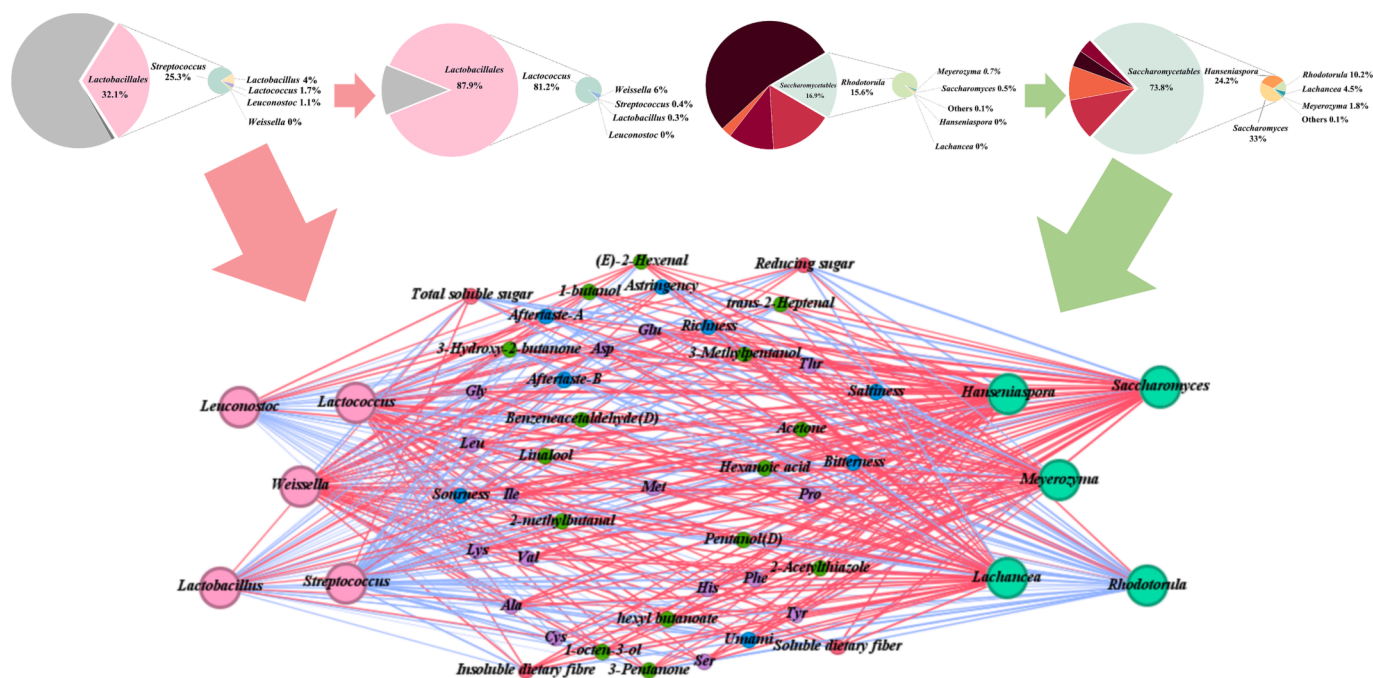 Lactobacillales
32.1%
Streptococcus
25.3%
Lactobacillus 4%
Lactococcus 1.7%
Leuconostoc 1.1%
Weissella 0%
Lactobacillales
87.9%
Lactococcus
81.2%
Weissella 6%
Streptococcus 0.4%
Lactobacillus 0.3%
Leuconostoc 0%
Saccharomycetables
16.9%
Rhodotorula
15.6%
Meyerozyma 0.7%
Saccharomyces 0.5%
Others 0.1%
Hanseniaspora 0%
Lachancea 0%
Saccharomycetables
73.8%
Hanseniaspora
24.2%
Saccharomyces
33%
Rhodotorula 10.2%
Lachancea 4.5%
Meyerozyma 1.8%
Others 0.1%
(E)-2-Hexenal
Reducing sugar
Total soluble sugar
1-butanol
Astringency
trans-2-Heptenal
Aftertaste-A
Glu
Richness
3-Hydroxy-2-butanone
Asp
3-Methylpentanol
Thr
Aftertaste-B
Gly
Saltiness
Hanseniaspora
Saccharomyces
Leuconostoc
Lactococcus
Benzeneacetaldehyde(D)
Acetone
Leu
Linalool
Hexanoic acid
Bitterness
Weissella
Meyerozyma
Sourness
Ile
Met
Pro
2-methylbutanal
Pentanol(D)
Lys
Val
2-Acetylthiazole
Lactobacillus
Streptococcus
His
Phe
Lachancea
Rhodotorula
Ala
hexyl butanoate
Tyr
Cys
1-octen-3-ol
Umami
Soluble dietary fiber
Insoluble dietary fibre
3-Pentanone
Ser